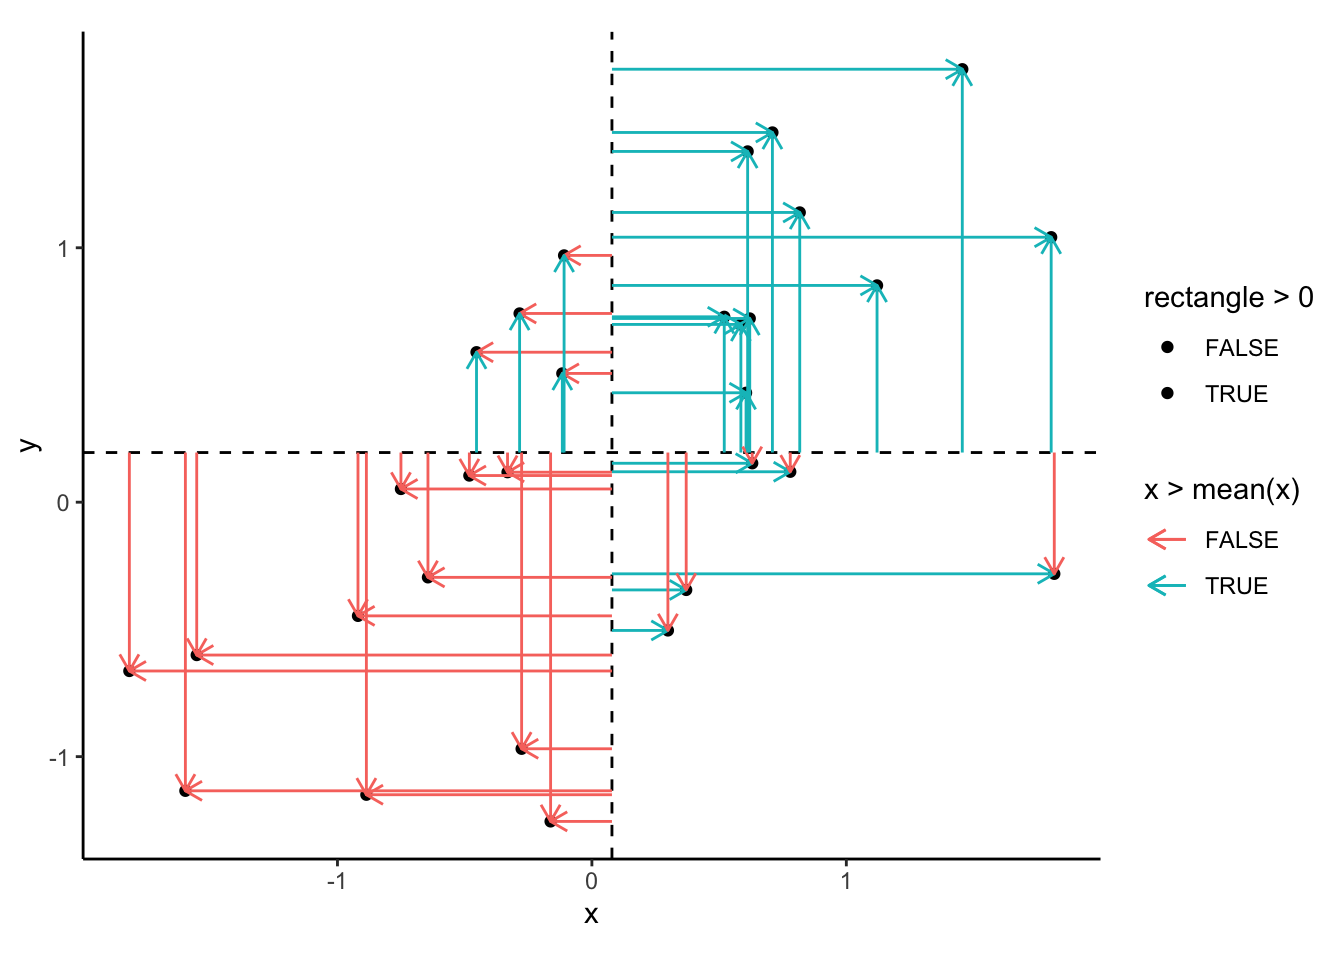 y
1
0
-1
-1
0
1
x
rectangle > 0
FALSE
TRUE
x > mean(x)
FALSE
TRUE